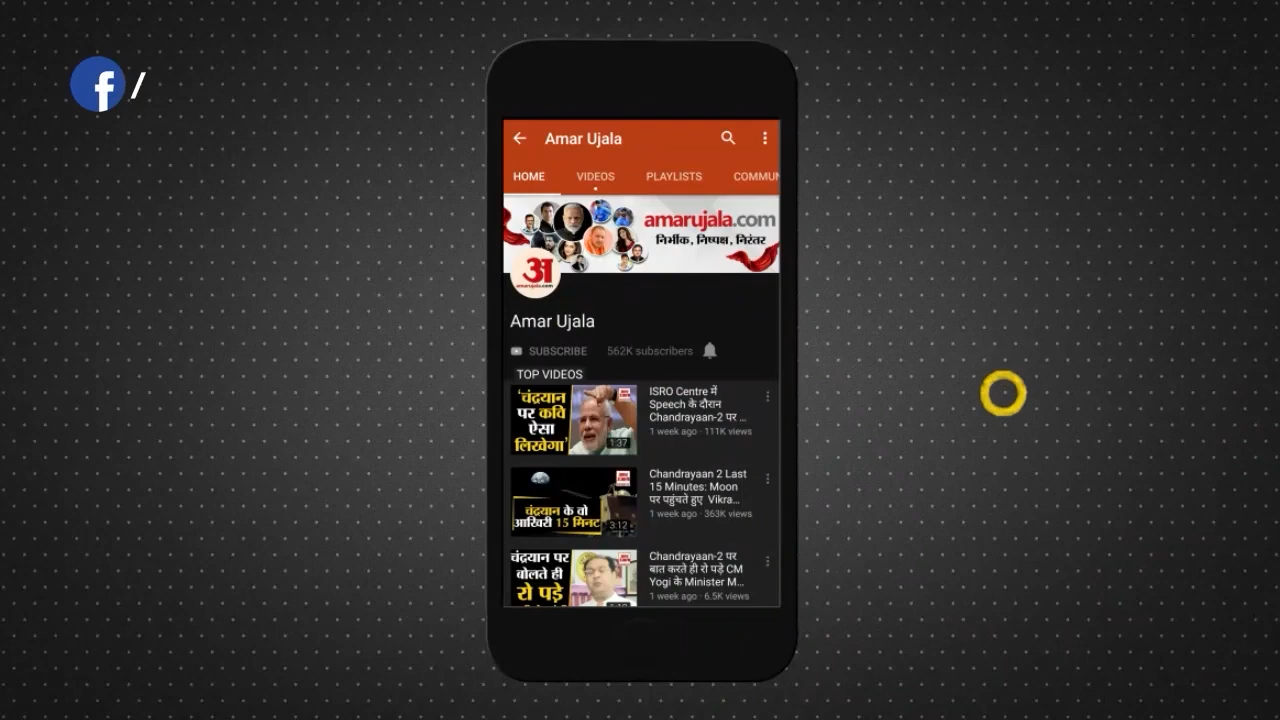 f /
Amar Ujala
HOME VIDEOS PLAYLISTS COMMUN
amarujala.com
निर्भीक, निष्पक्ष, निरंतर
अ
amarujala.com
Amar Ujala
SUBSCRIBE 562K subscribers
TOP VIDEOS
'चंद्रयान
पर कवि
ऐसा
लिखेगा'
1:37
ISRO Centre में
Speech के दौरान
Chandrayaan-2 पर ...
1 week ago · 111K views
चंद्रयान के वो
आखिरी 15 मिनट
3:12
Chandrayaan 2 Last
15 Minutes: Moon
पर पहुंचते हुए Vikra...
1 week ago · 363K views
चंद्रयान पर
बोलते ही
रो पड़े
Chandrayaan-2 पर
बात करते ही रो पड़े CM
Yogi के Minister M...
1 week ago · 6.5K views